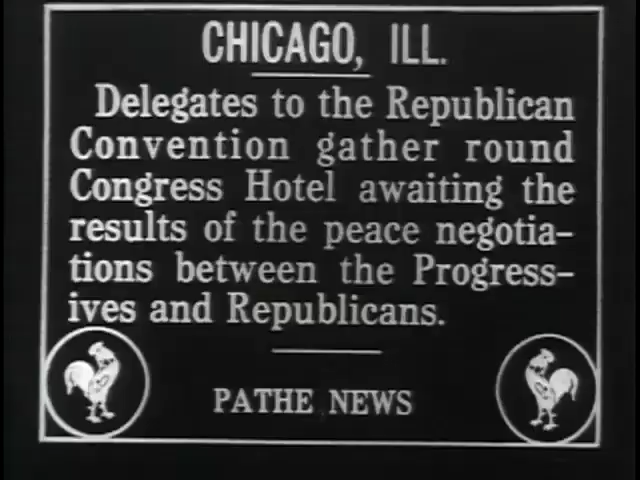 CHICAGO, ILL.
Delegates to the Republican
Convention gather round
Congress Hotel awaiting the
results of the peace negotia-
tions between the Progress-
ives and Republicans.
PATHE NEWS